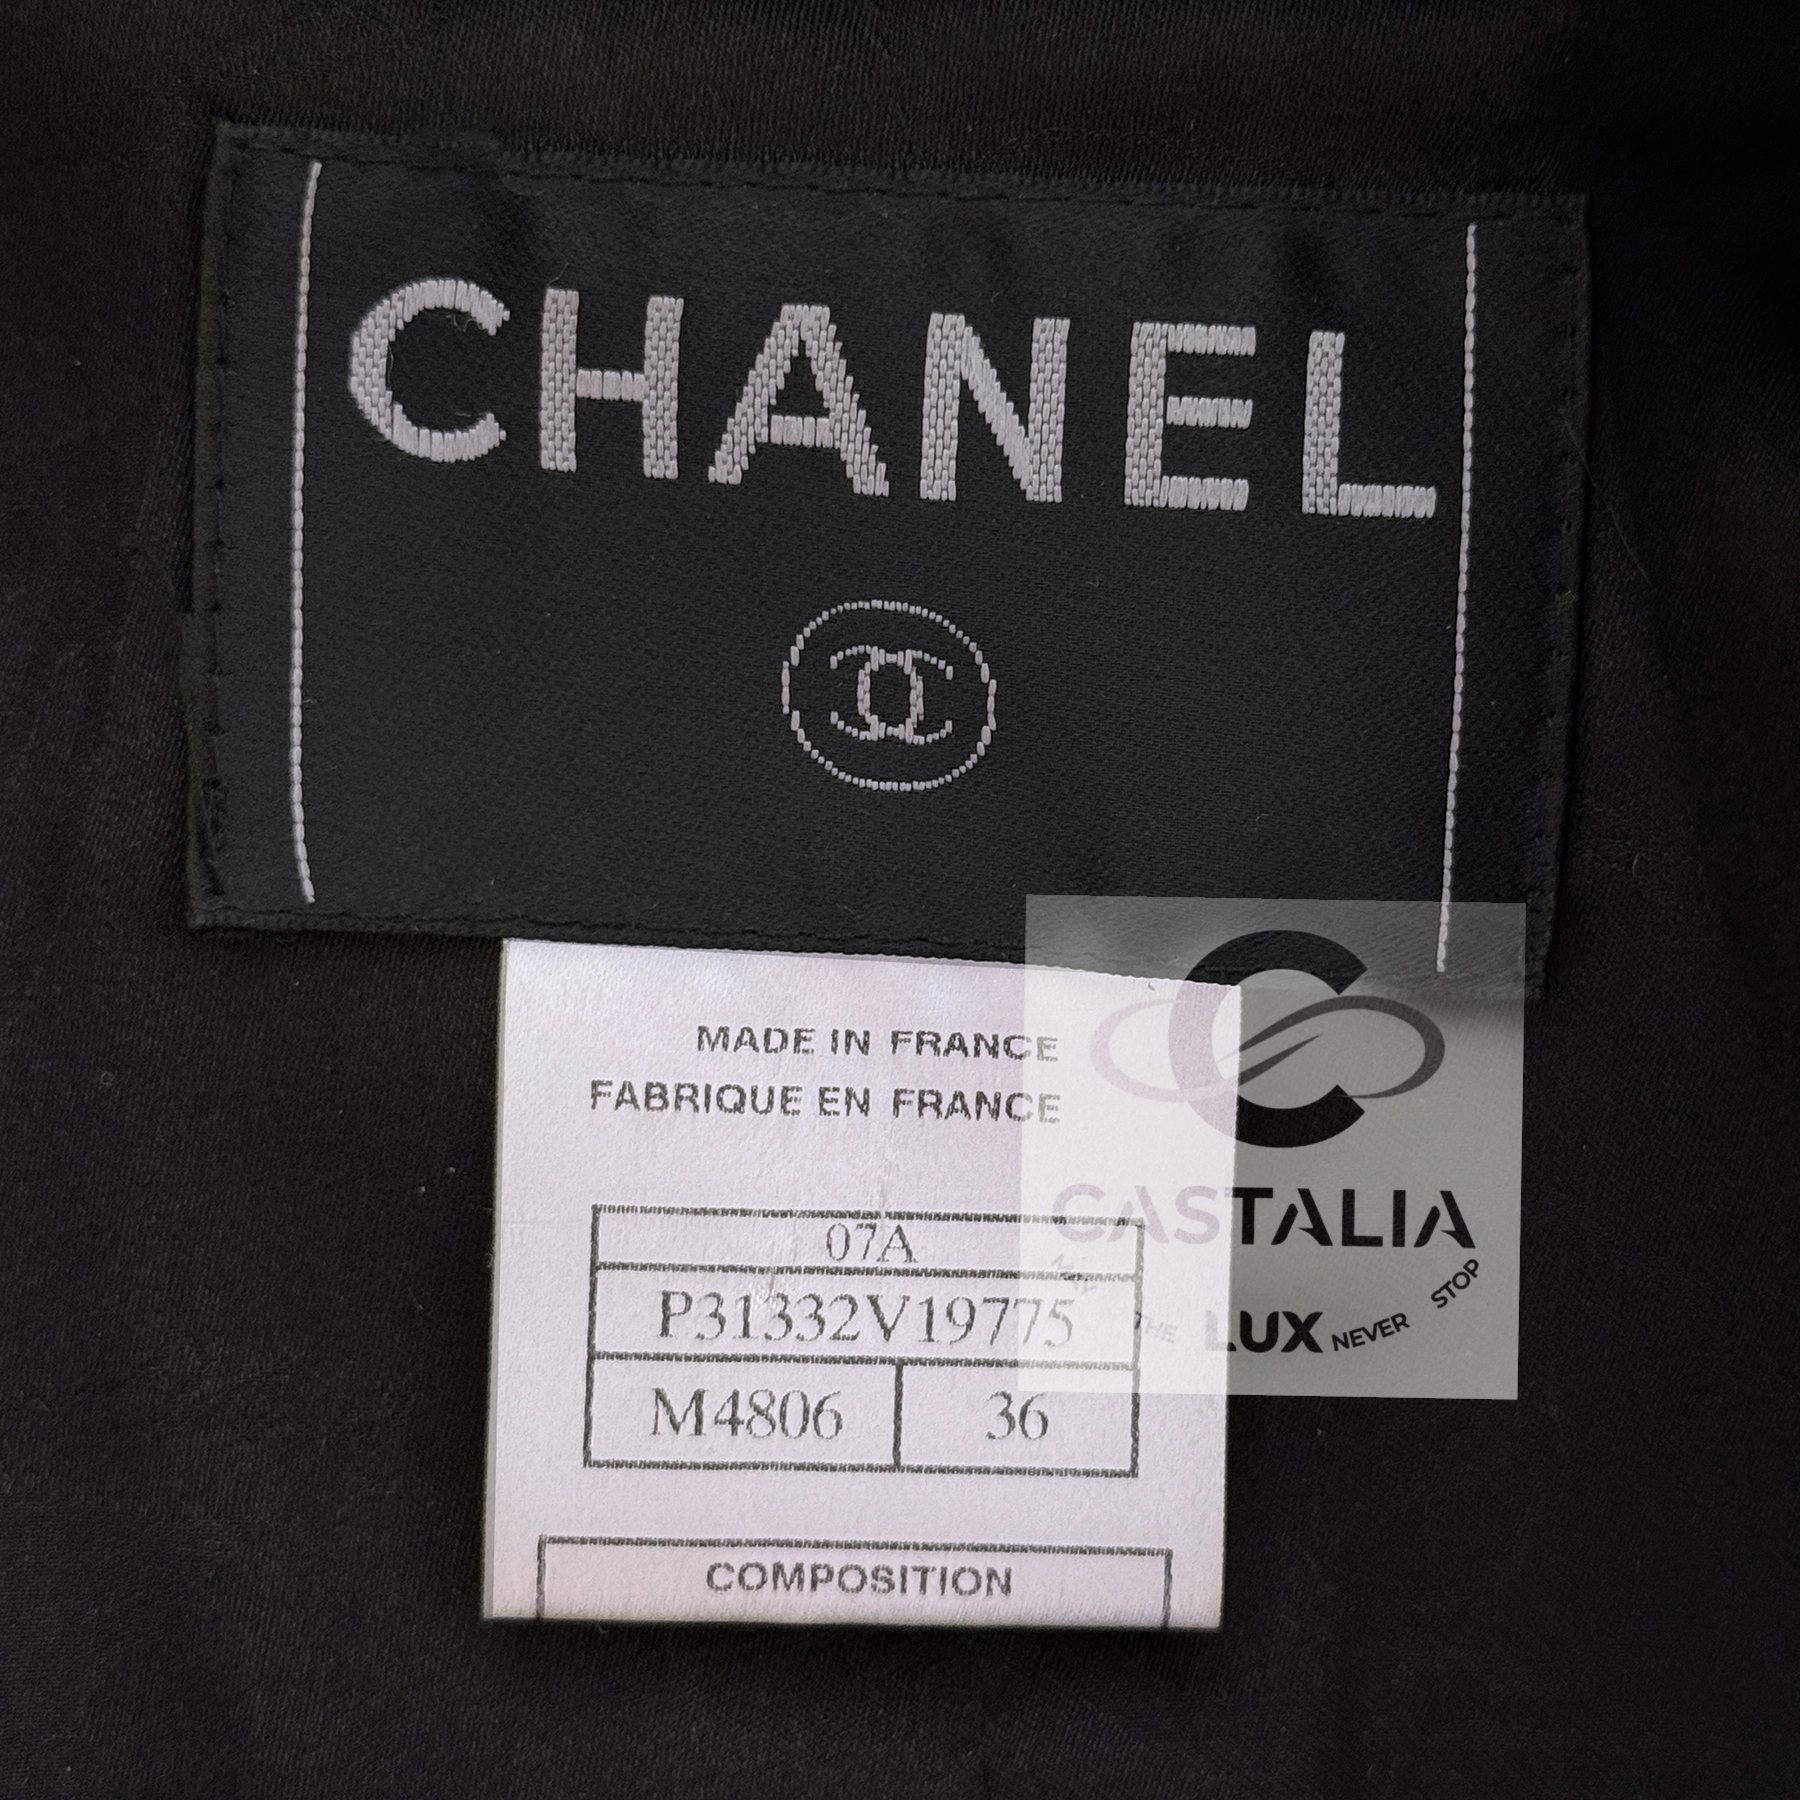 CHANEL
MADE IN FRANCE
FABRIQUE EN FRANCE
07A
P31332V19775
M4806 36
COMPOSITION
CASTALIA
THE LUX NEVER STOP